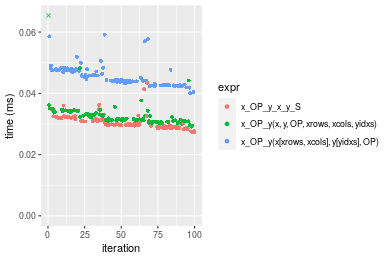 0.06
0.04
0.02
0.00
time (ms)
0
25
50
75
100
iteration
expr
x_OP_y_x_y_S
x_OP_y(x, y, OP, xrows, xcols, yidxs)
x_OP_y(x[xrows, xcols], y[yidxs], OP)